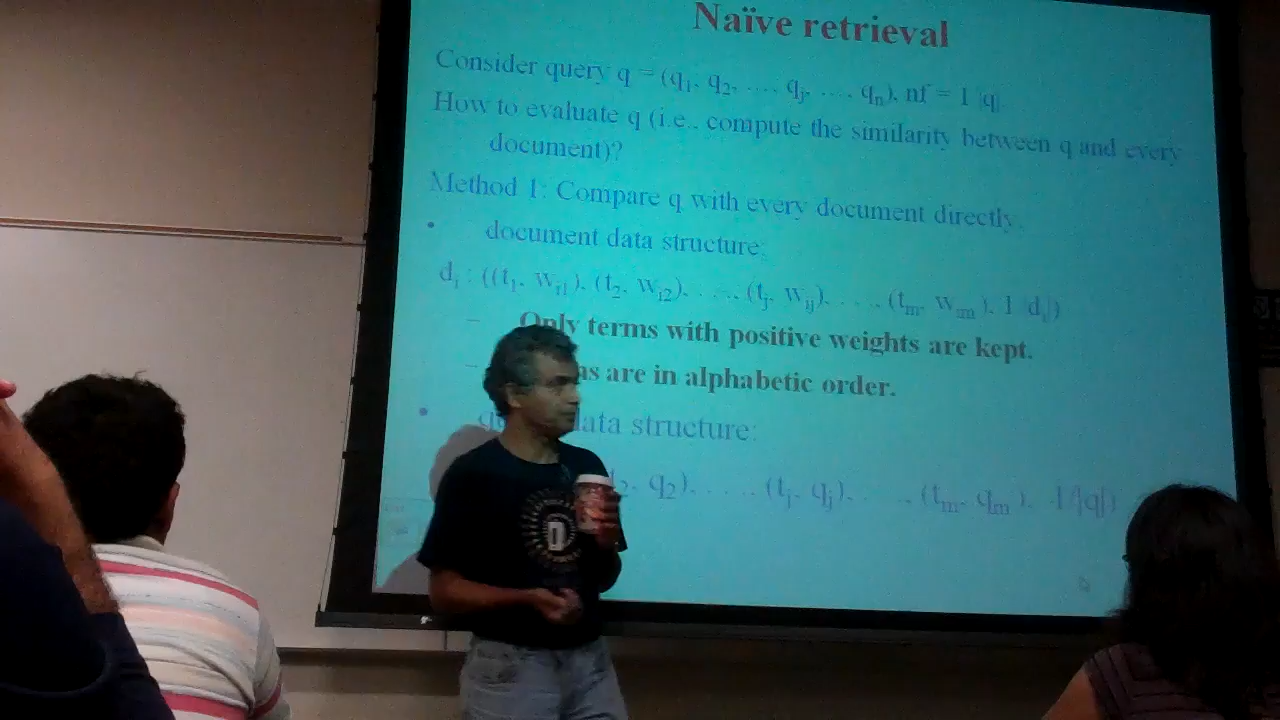 Naïve retrieval
Consider query q = (q1, q2, ..., qj, ..., qn), nf = 1/|q|.
How to evaluate q (i.e., compute the similarity between q and every
document)?
Method 1: Compare q with every document directly.
• document data structure:
di : ((t1, wi1), (t2, wi2), . . ., (tj, wij), . . ., (tm, wim), 1/|di|)
– Only terms with positive weights are kept.
– are in alphabetic order.
• data structure:
q2), . . ., (tj, qj), . . ., (tm, qm), 1/|q|)